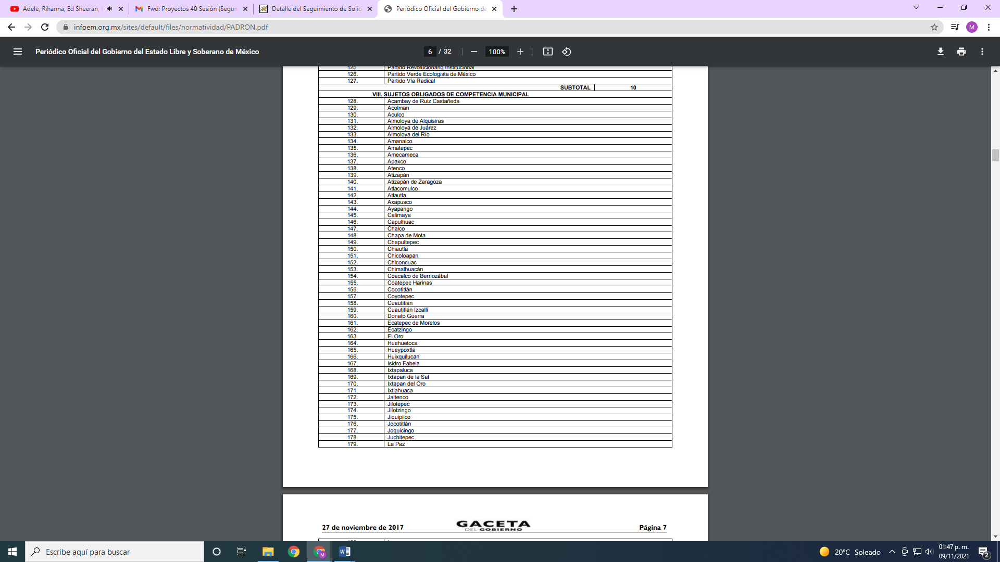 Adele, Rihanna, Ed Sheeran,
Fwd: Proyectos 40 Sesión (Segun
Detalle del Seguimiento de Solici
Periódico Oficial del Gobierno de
infoem.org.mx/sites/default/files/normatividad/PADRON.pdf
M
Periódico Oficial del Gobierno del Estado Libre y Soberano de México
6 / 32
100%
125. Partido Revolucionario Institucional
126. Partido Verde Ecologista de México
127. Partido Vía Radical
SUBTOTAL 10
VIII. SUJETOS OBLIGADOS DE COMPETENCIA MUNICIPAL
128. Acambay de Ruiz Castañeda
129. Acolman
130. Aculco
131. Almoloya de Alquisiras
132. Almoloya de Juárez
133. Almoloya del Río
134. Amanalco
135. Amatepec
136. Amecameca
137. Apaxco
138. Atenco
139. Atizapán
140. Atizapán de Zaragoza
141. Atlacomulco
142. Atlautla
143. Axapusco
144. Ayapango
145. Calimaya
146. Capulhuac
147. Chalco
148. Chapa de Mota
149. Chapultepec
150. Chiautla
151. Chicoloapan
152. Chiconcuac
153. Chimalhuacán
154. Coacalco de Berriozábal
155. Coatepec Harinas
156. Cocotitlán
157. Coyotepec
158. Cuautitlán
159. Cuautitlán Izcalli
160. Donato Guerra
161. Ecatepec de Morelos
162. Ecatzingo
163. El Oro
164. Huehuetoca
165. Hueypoxtla
166. Huixquilucan
167. Isidro Fabela
168. Ixtapaluca
169. Ixtapan de la Sal
170. Ixtapan del Oro
171. Ixtlahuaca
172. Jaltenco
173. Jilotepec
174. Jilotzingo
175. Jiquipilco
176. Jocotitlán
177. Joquicingo
178. Juchitepec
179. La Paz
27 de noviembre de 2017
GACETA
DEL GOBIERNO
Página 7
Escribe aquí para buscar
M
20°C Soleado
01:47 p. m.
09/11/2021
2